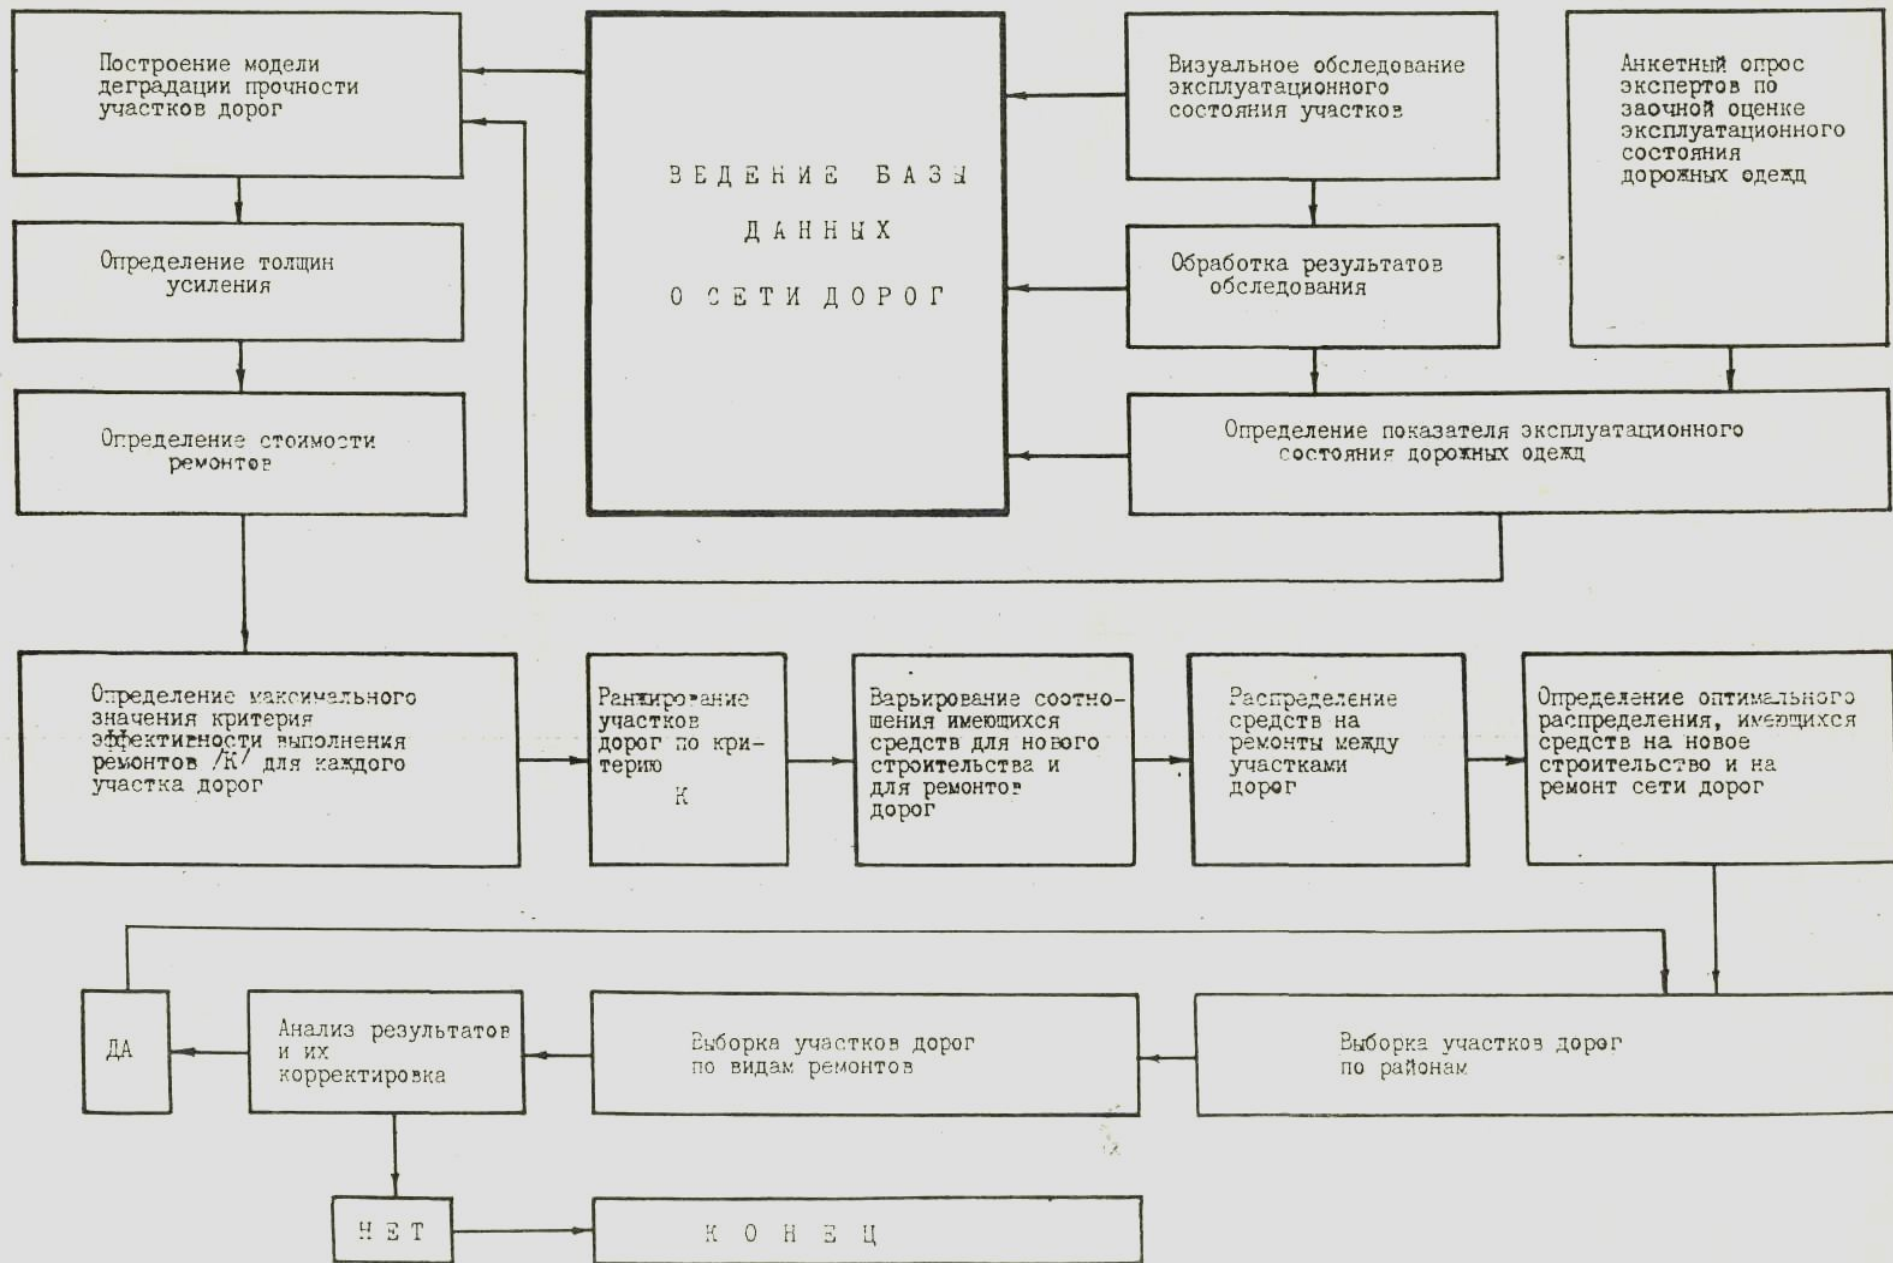 Построение модели
деградации прочности
участков дорог
ВЕДЕНИЕ БАЗЫ
ДАННЫХ
О СЕТИ ДОРОГ
Визуальное обследование
эксплуатационного
состояния участков
Анкетный опрос
экспертов по
заочной оценке
эксплуатационного
состояния
дорожных одежд
Определение толщин
усиления
Обработка результатов
обследования
Определение стоимости
ремонтов
Определение показателя эксплуатационного
состояния дорожных одежд
Определение максимального
значения критерия
эффективности выполнения
ремонтов /К/ для каждого
участка дорог
Ранжирование
участков
дорог по кри-
терию
К
Варьирование соотно-
шения имеющихся
средств для нового
строительства и
для ремонтов
дорог
Распределение
средств на
ремонты между
участками
дорог
Определение оптимального
распределения, имеющихся
средств на новое
строительство и на
ремонт сети дорог
ДА
Анализ результатов
и их
корректировка
Выборка участков дорог
по видам ремонтов
Выборка участков дорог
по районам
НЕТ
КОНЕЦ